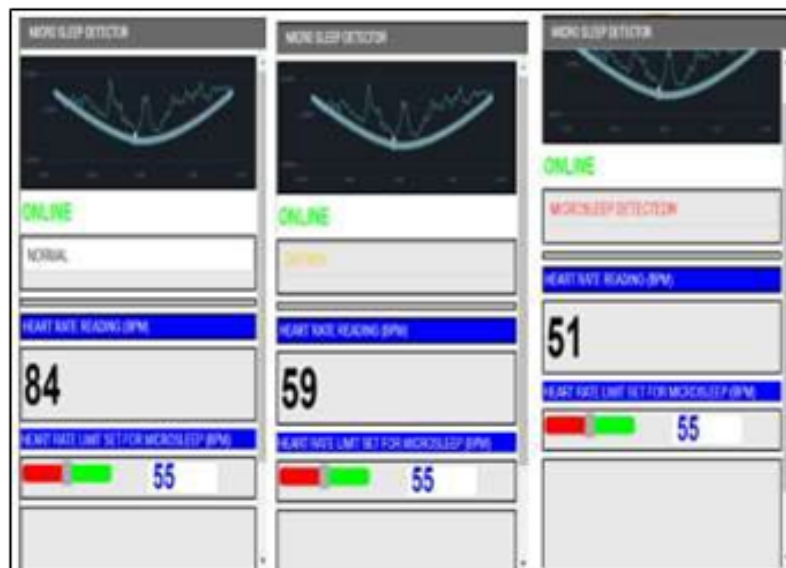 MICRO SLEEP DETECTOR
ONLINE
NORMAL
HEART RATE READING (BPM)
84
HEART RATE LIMIT SET FOR MICROSLEEP (BPM)
55
MICRO SLEEP DETECTOR
ONLINE
HEART RATE READING (BPM)
59
HEART RATE LIMIT SET FOR MICROSLEEP (BPM)
55
MICRO SLEEP DETECTOR
ONLINE
MICROSLEEP DETECTED!!!
HEART RATE READING (BPM)
51
HEART RATE LIMIT SET FOR MICROSLEEP (BPM)
55